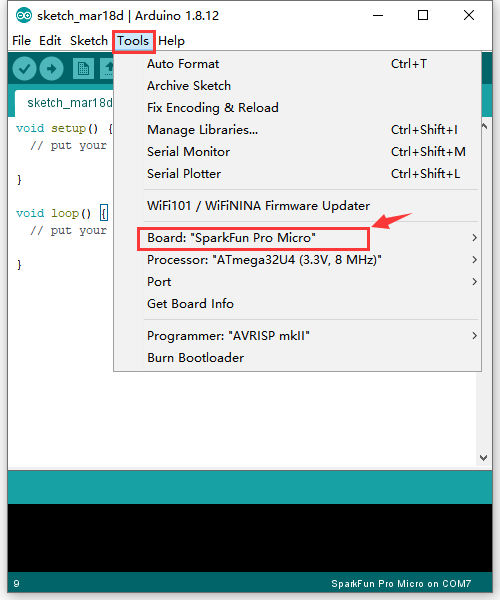 sketch_mar18d | Arduino 1.8.12
File Edit Sketch Tools Help
sketch_mar18d
void setup() {
// put your
}
void loop() {
// put your
}
Auto Format Ctrl+T
Archive Sketch
Fix Encoding & Reload
Manage Libraries... Ctrl+Shift+I
Serial Monitor Ctrl+Shift+M
Serial Plotter Ctrl+Shift+L
WiFi101 / WiFiNINA Firmware Updater
Board: "SparkFun Pro Micro"
Processor: "ATmega32U4 (3.3V, 8 MHz)"
Port
Get Board Info
Programmer: "AVRISP mkII"
Burn Bootloader
9 SparkFun Pro Micro on COM7